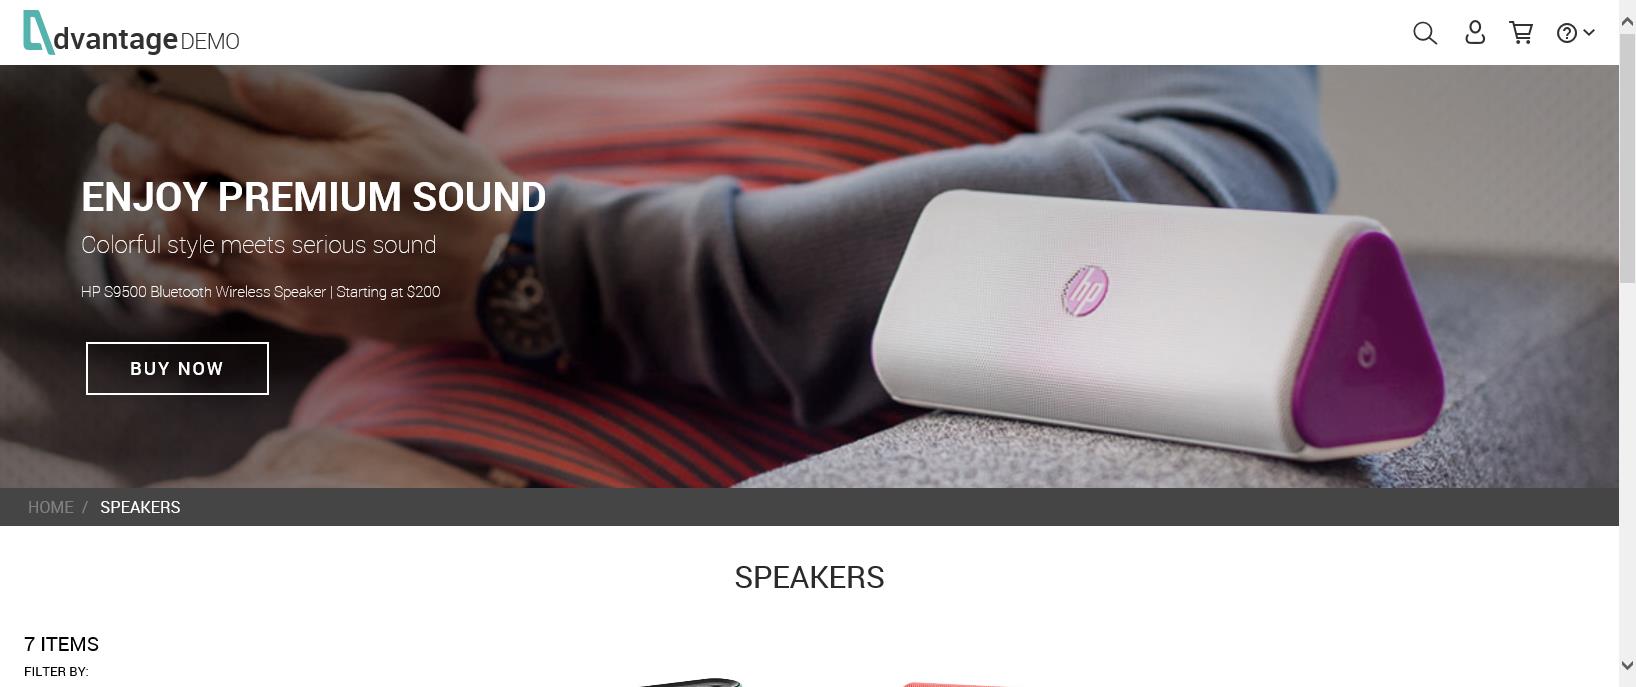 dvantage DEMO
ENJOY PREMIUM SOUND
Colorful style meets serious sound
HP S9500 Bluetooth Wireless Speaker | Starting at $200
hp
BUY NOW
HOME / SPEAKERS
SPEAKERS
7 ITEMS
FILTER BY: